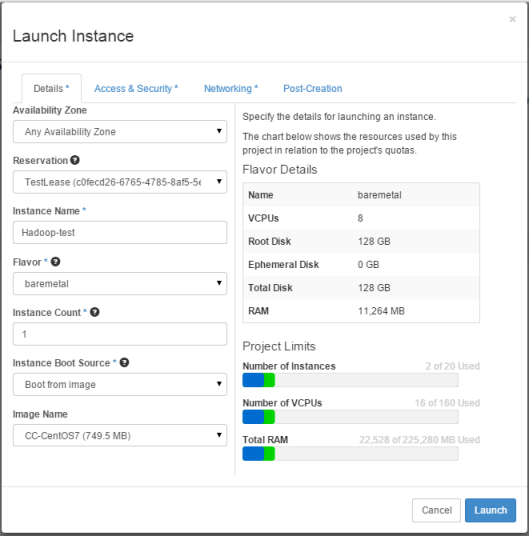 ×
Launch Instance
Details *
Access & Security *
Networking *
Post-Creation
Availability Zone
Any Availability Zone
Reservation
TestLease (c0fecd26-6765-4785-8af5-5e
Instance Name *
Hadoop-test
Flavor *
baremetal
Instance Count *
1
Instance Boot Source *
Boot from image
Image Name
CC-CentOS7 (749.5 MB)
Specify the details for launching an instance.
The chart below shows the resources used by this
project in relation to the project's quotas.
Flavor Details
Name baremetal
VCPUs 8
Root Disk 128 GB
Ephemeral Disk 0 GB
Total Disk 128 GB
RAM 11,264 MB
Project Limits
Number of Instances 2 of 20 Used
Number of VCPUs 16 of 160 Used
Total RAM 22,528 of 225,280 MB Used
Cancel
Launch